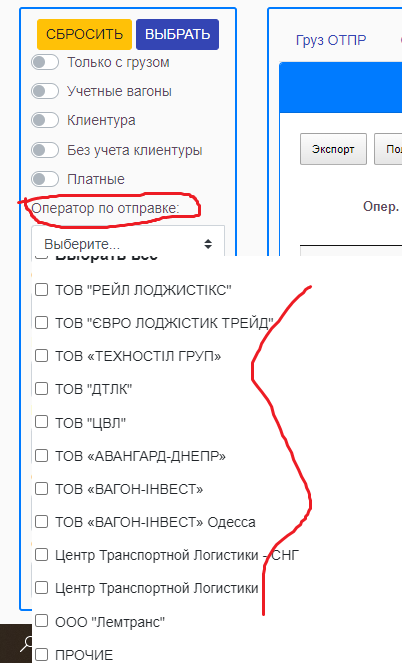 СБРОСИТЬ ВЫБРАТЬ
Груз ОТПР
Только с грузом
Учетные вагоны
Клиентура
Без учета клиентуры
Платные
Экспорт
Оператор по отправке:
Опер.
Выберите...
Выбрать все
ТОВ "РЕЙЛ ЛОДЖИСТІКС"
ТОВ "ЄВРО ЛОДЖІСТИК ТРЕЙД"
ТОВ «ТЕХНОСТІЛ ГРУП»
ТОВ "ДТЛК"
ТОВ "ЦВЛ"
ТОВ «АВАНГАРД-ДНЕПР»
ТОВ «ВАГОН-ІНВЕСТ»
ТОВ «ВАГОН-ІНВЕСТ» Одесса
Центр Транспортной Логистики - СНГ
Центр Транспортной Логистики
ООО "Лемтранс"
ПРОЧИЕ